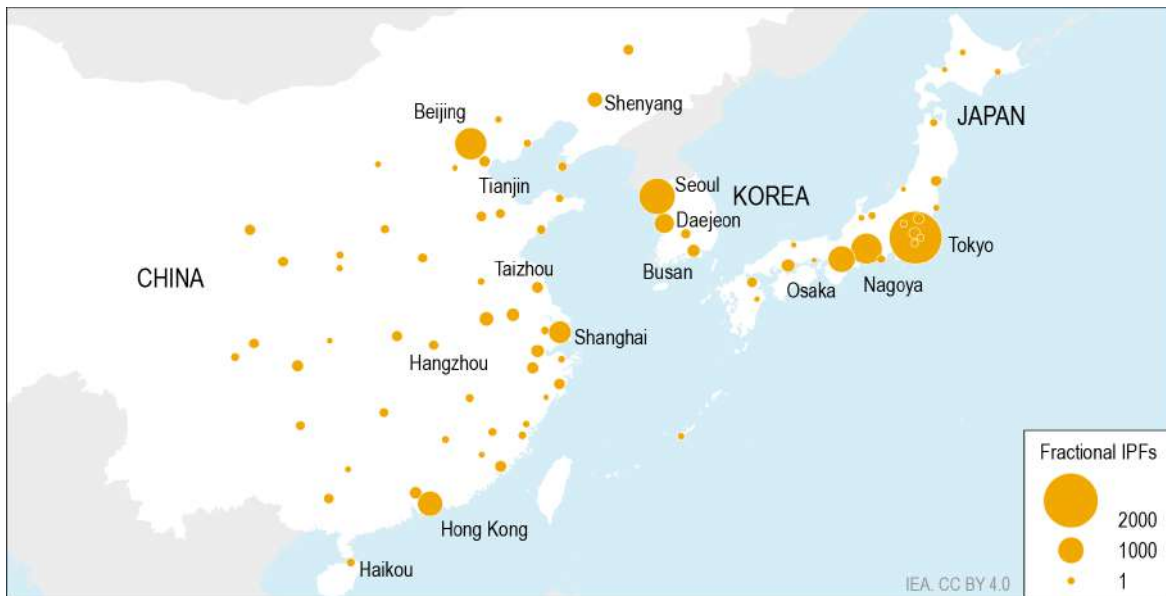 JAPAN
Shenyang
Beijing
Tianjin
Seoul
KOREA
Daejeon
Tokyo
Busan
Taizhou
CHINA
Osaka
Nagoya
Shanghai
Hangzhou
Hong Kong
Haikou
Fractional IPFs
2000
1000
1
IEA. CC BY 4.0